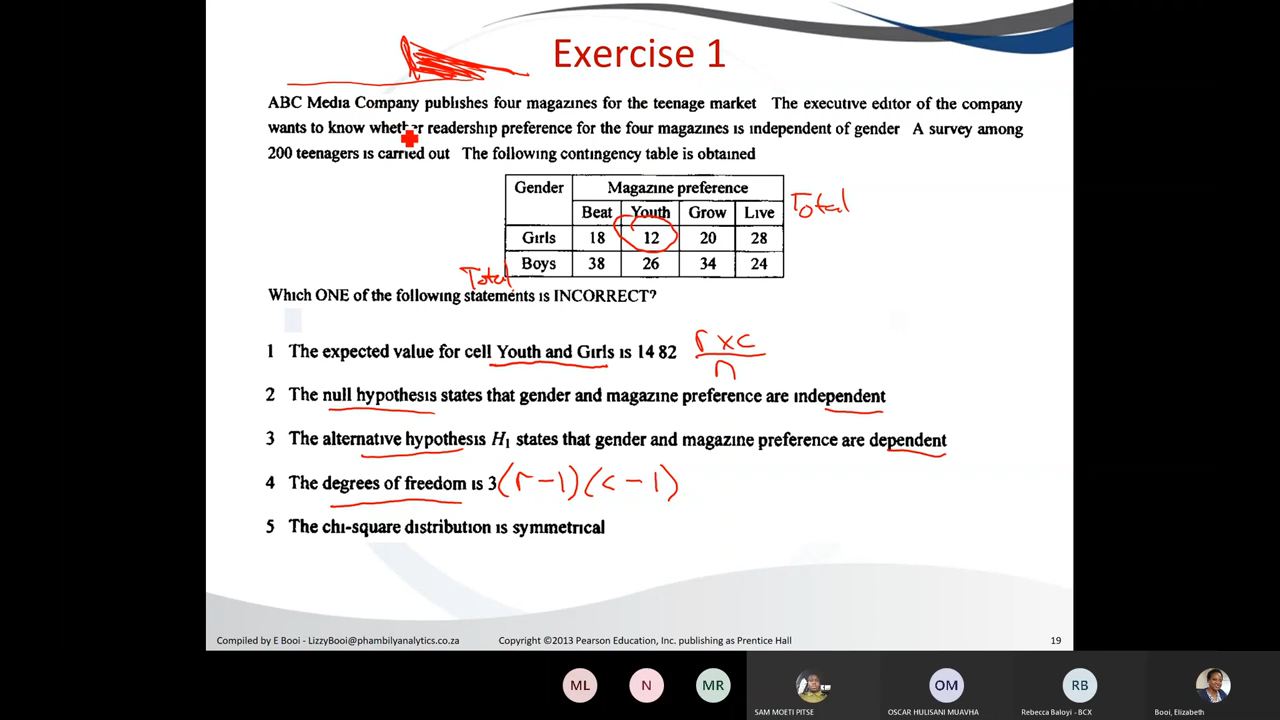 Exercise 1
ABC Media Company publishes four magazines for the teenage market The executive editor of the company
wants to know whether readership preference for the four magazines is independent of gender A survey among
200 teenagers is carried out The following contingency table is obtained
Gender Magazine preference
Total
Beat Youth Grow Live
Girls 18 12 20 28
Boys 38 26 34 24
Total
Which ONE of the following statements is INCORRECT?
1 The expected value for cell Youth and Girls is 14 82
r x c
n
2 The null hypothesis states that gender and magazine preference are independent
3 The alternative hypothesis H1 states that gender and magazine preference are dependent
4 The degrees of freedom is 3 (r - 1) (c - 1)
5 The chi-square distribution is symmetrical
Compiled by E Booi - LizzyBooi@phambilyanalytics.co.za Copyright ©2013 Pearson Education, Inc. publishing as Prentice Hall 19
ML N MR OM RB
SAM MOETI PITSE OSCAR HULISANI MUAVHA Rebecca Baloyi - BCX Booi, Elizabeth